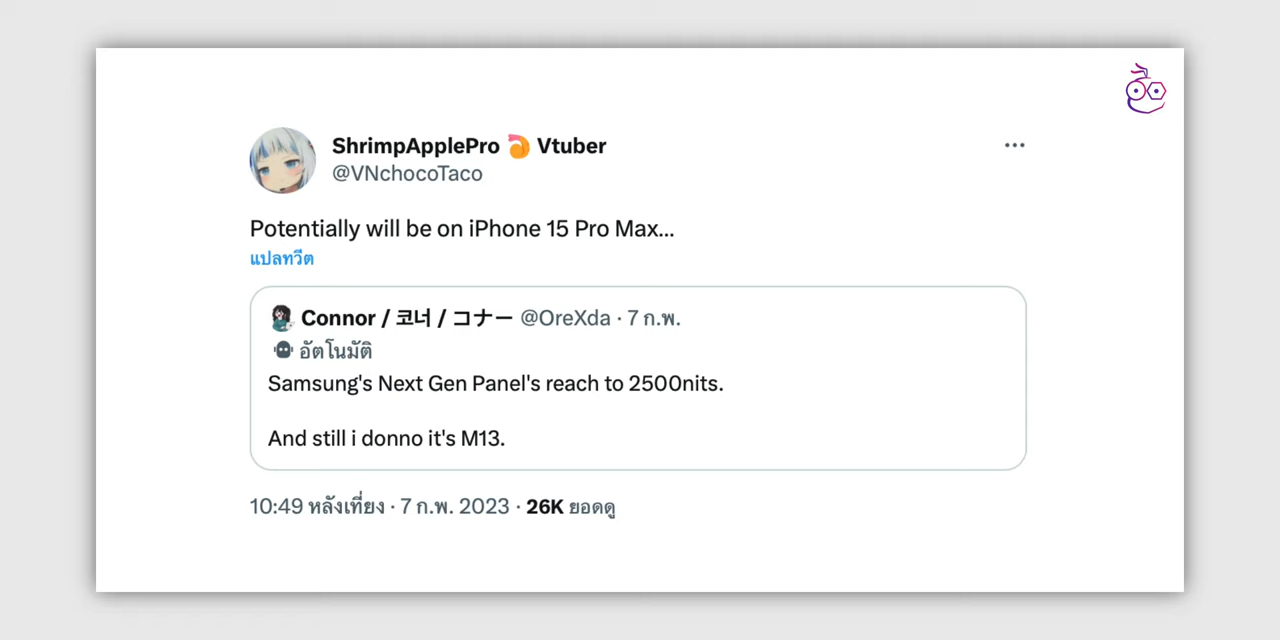 ShrimpApplePro 🍤 Vtuber
@VNchocoTaco
Potentially will be on iPhone 15 Pro Max...
แปลทวีต
Connor / 코너 / コナー @OreXda · 7 ก.พ.
อัตโนมัติ
Samsung's Next Gen Panel's reach to 2500nits.
And still i donno it's M13.
10:49 หลังเที่ยง · 7 ก.พ. 2023 · 26K ยอดดู